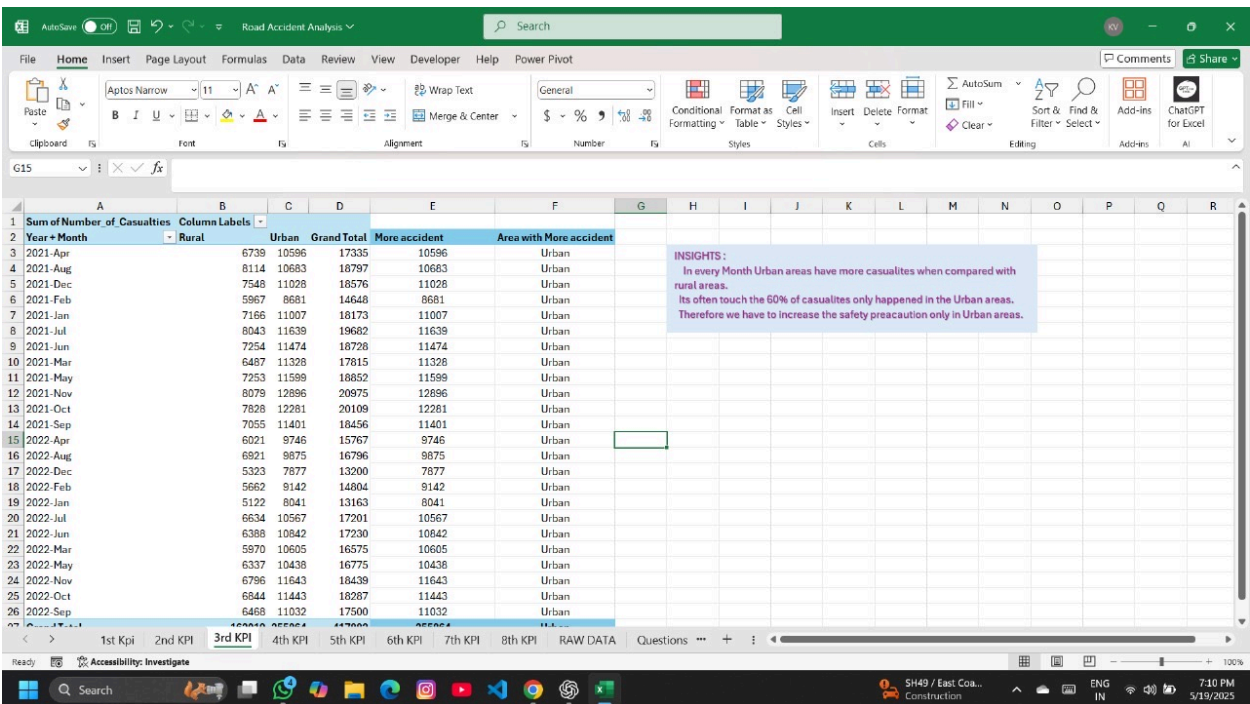 AutoSave Off Road Accident Analysis Search KV
File Home Insert Page Layout Formulas Data Review View Developer Help Power Pivot Comments Share
Aptos Narrow 11 Wrap Text General AutoSum
Paste B I U Merge & Center $ % Conditional Formatting Format as Table Cell Styles Insert Delete Format Fill Clear Sort & Filter Find & Select Add-ins ChatGPT for Excel
Clipboard Font Alignment Number Styles Cells Editing Add-ins AI
G15 fx
A B C D E F G H I J K L M N O P Q R
1 Sum of Number_of_Casualties Column Labels
2 Year + Month Rural Urban Grand Total More accident Area with More accident
3 2021-Apr 6739 10596 17335 10596 Urban
4 2021-Aug 8114 10683 18797 10683 Urban
5 2021-Dec 7548 11028 18576 11028 Urban
6 2021-Feb 5967 8681 14648 8681 Urban
7 2021-Jan 7166 11007 18173 11007 Urban
8 2021-Jul 8043 11639 19682 11639 Urban
9 2021-Jun 7254 11474 18728 11474 Urban
10 2021-Mar 6487 11328 17815 11328 Urban
11 2021-May 7253 11599 18852 11599 Urban
12 2021-Nov 8079 12896 20975 12896 Urban
13 2021-Oct 7828 12281 20109 12281 Urban
14 2021-Sep 7055 11401 18456 11401 Urban
15 2022-Apr 6021 9746 15767 9746 Urban
16 2022-Aug 6921 9875 16796 9875 Urban
17 2022-Dec 5323 7877 13200 7877 Urban
18 2022-Feb 5662 9142 14804 9142 Urban
19 2022-Jan 5122 8041 13163 8041 Urban
20 2022-Jul 6634 10567 17201 10567 Urban
21 2022-Jun 6388 10842 17230 10842 Urban
22 2022-Mar 5970 10605 16575 10605 Urban
23 2022-May 6337 10438 16775 10438 Urban
24 2022-Nov 6796 11643 18439 11643 Urban
25 2022-Oct 6844 11443 18287 11443 Urban
26 2022-Sep 6468 11032 17500 11032 Urban
INSIGHTS :
In every Month Urban areas have more casualites when compared with
rural areas.
Its often touch the 60% of casualites only happened in the Urban areas.
Therefore we have to increase the safety preacaution only in Urban areas.
1st Kpi 2nd KPI 3rd KPI 4th KPI 5th KPI 6th KPI 7th KPI 8th KPI RAW DATA Questions ...
Ready Accessibility: Investigate 100%
Search SH49 / East Coa... ENG 7:10 PM
Construction IN 5/19/2025